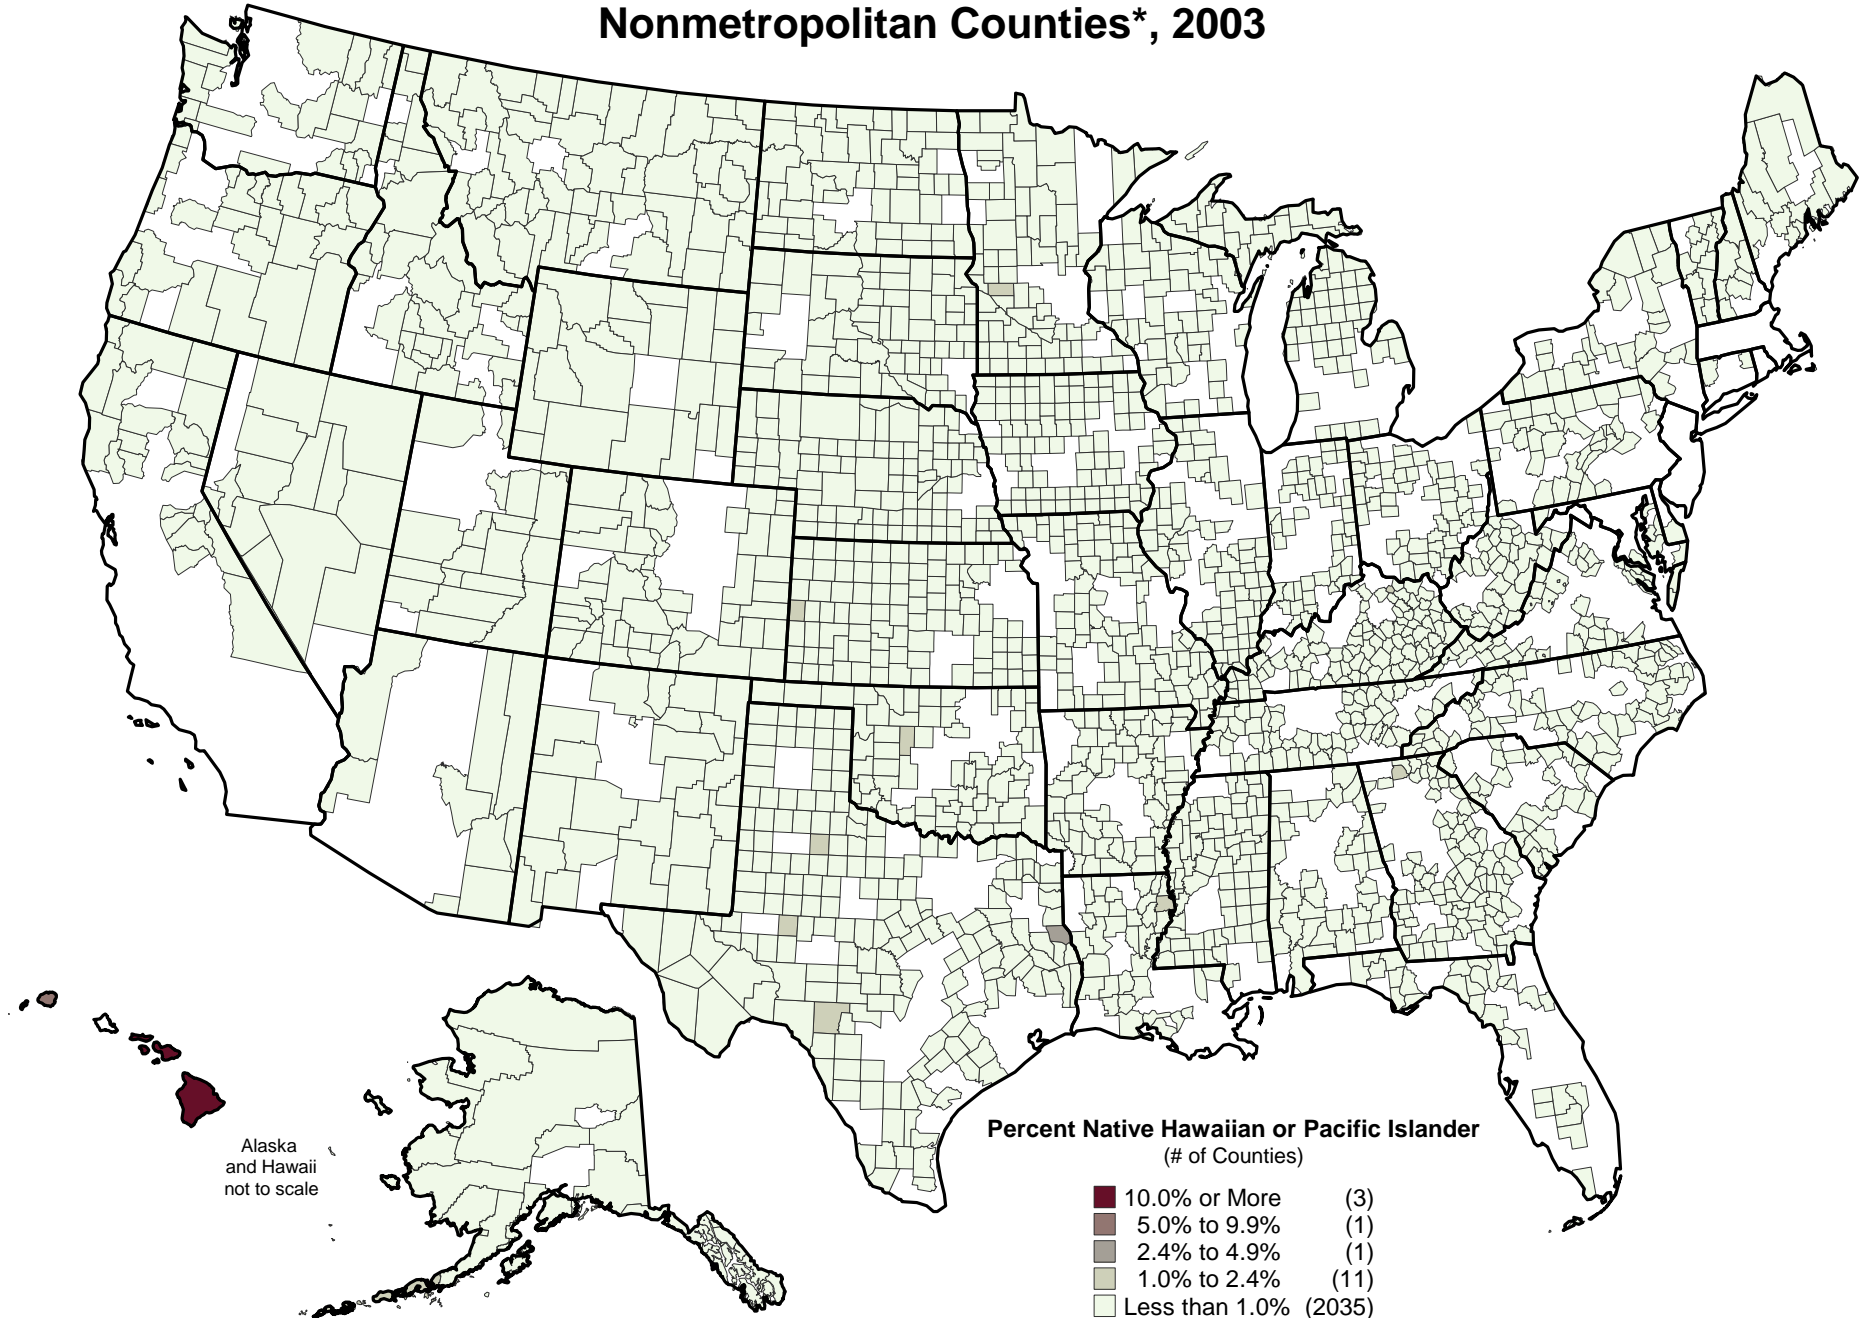 Nonmetropolitan Counties*, 2003
Alaska
and Hawaii
not to scale
Percent Native Hawaiian or Pacific Islander
(# of Counties)
10.0% or More (3)
5.0% to 9.9% (1)
2.4% to 4.9% (1)
1.0% to 2.4% (11)
Less than 1.0% (2035)